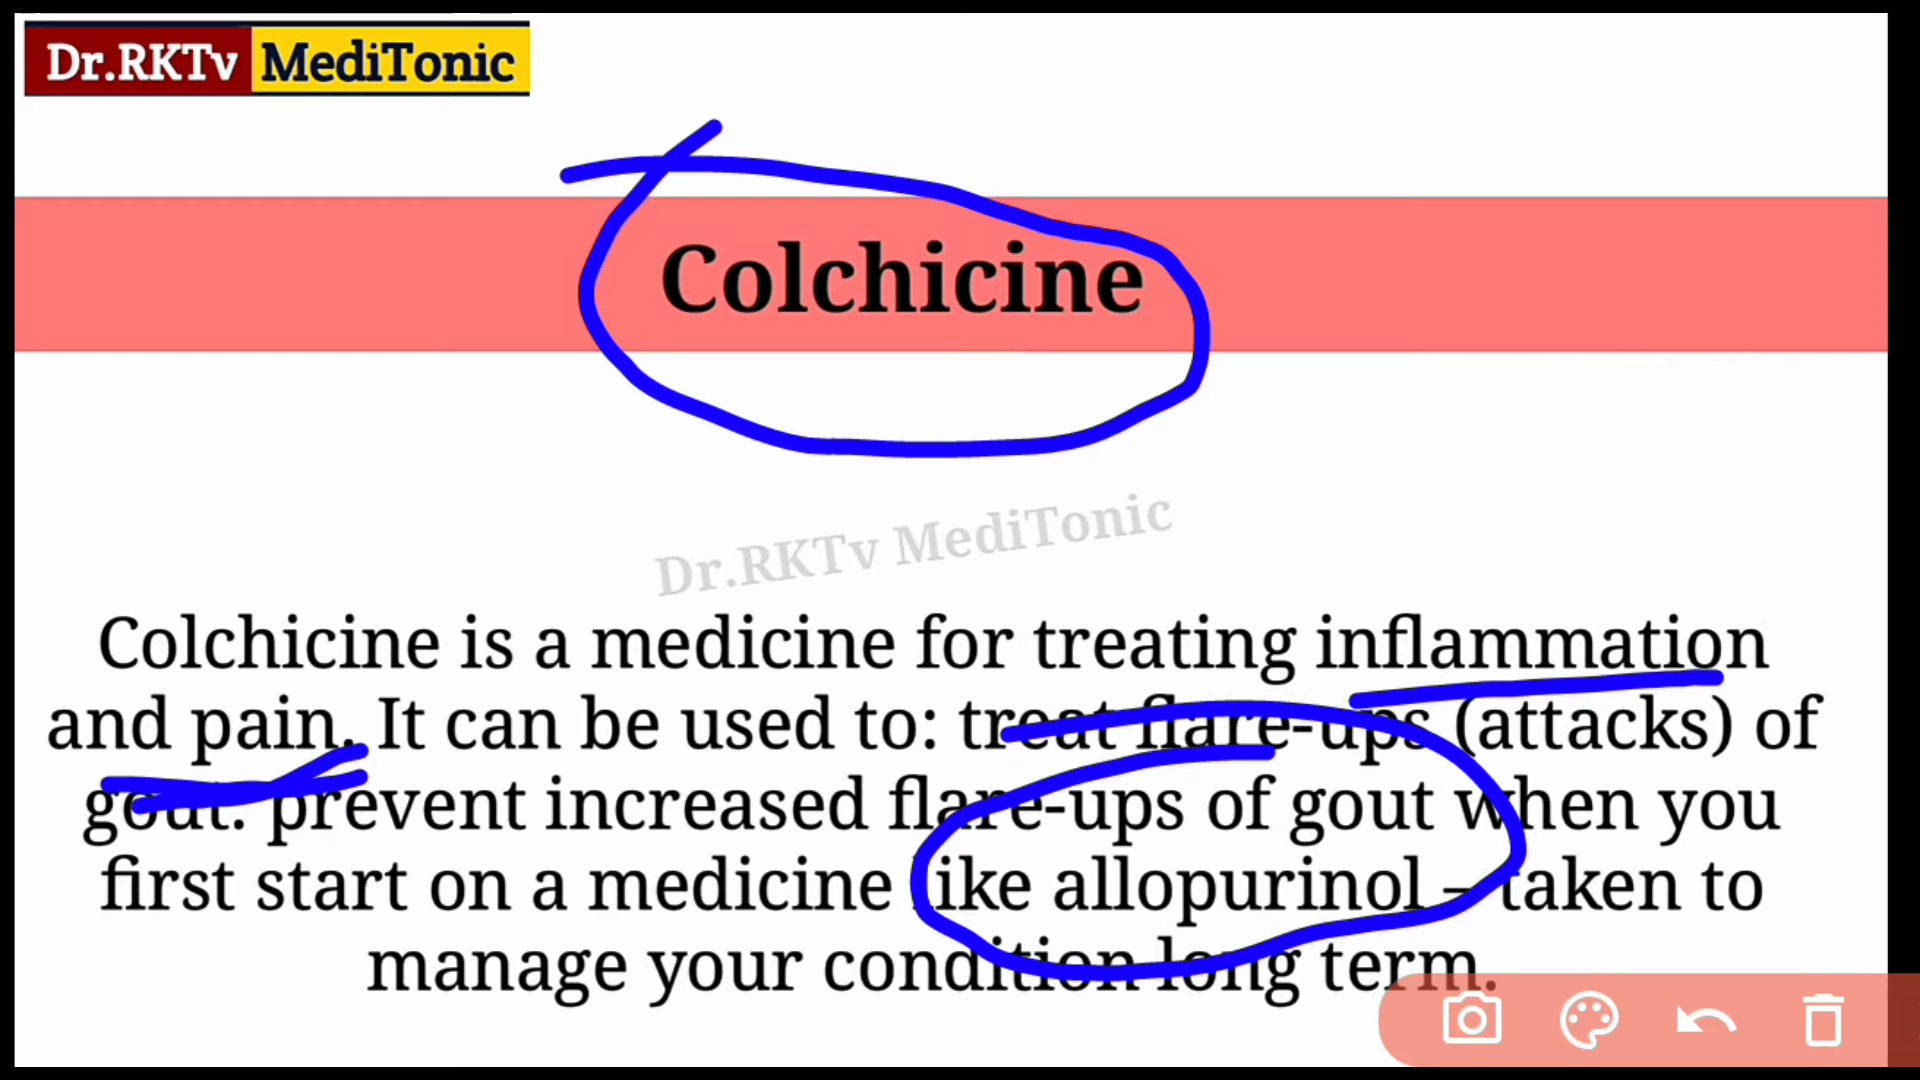 Dr.RKTv MediTonic
Colchicine
Dr.RKTv MediTonic
Colchicine is a medicine for treating inflammation
and pain. It can be used to: treat flare-ups (attacks) of
gout. prevent increased flare-ups of gout when you
first start on a medicine like allopurinol – taken to
manage your condition long term.